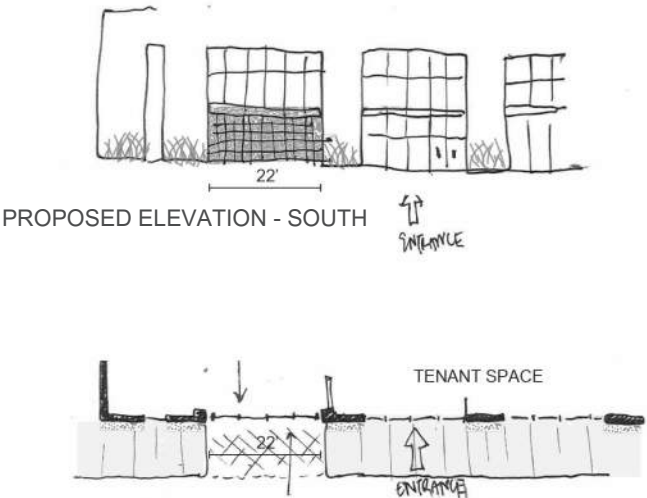 22'
PROPOSED ELEVATION - SOUTH
ENTRANCE
TENANT SPACE
22'
ENTRANCE